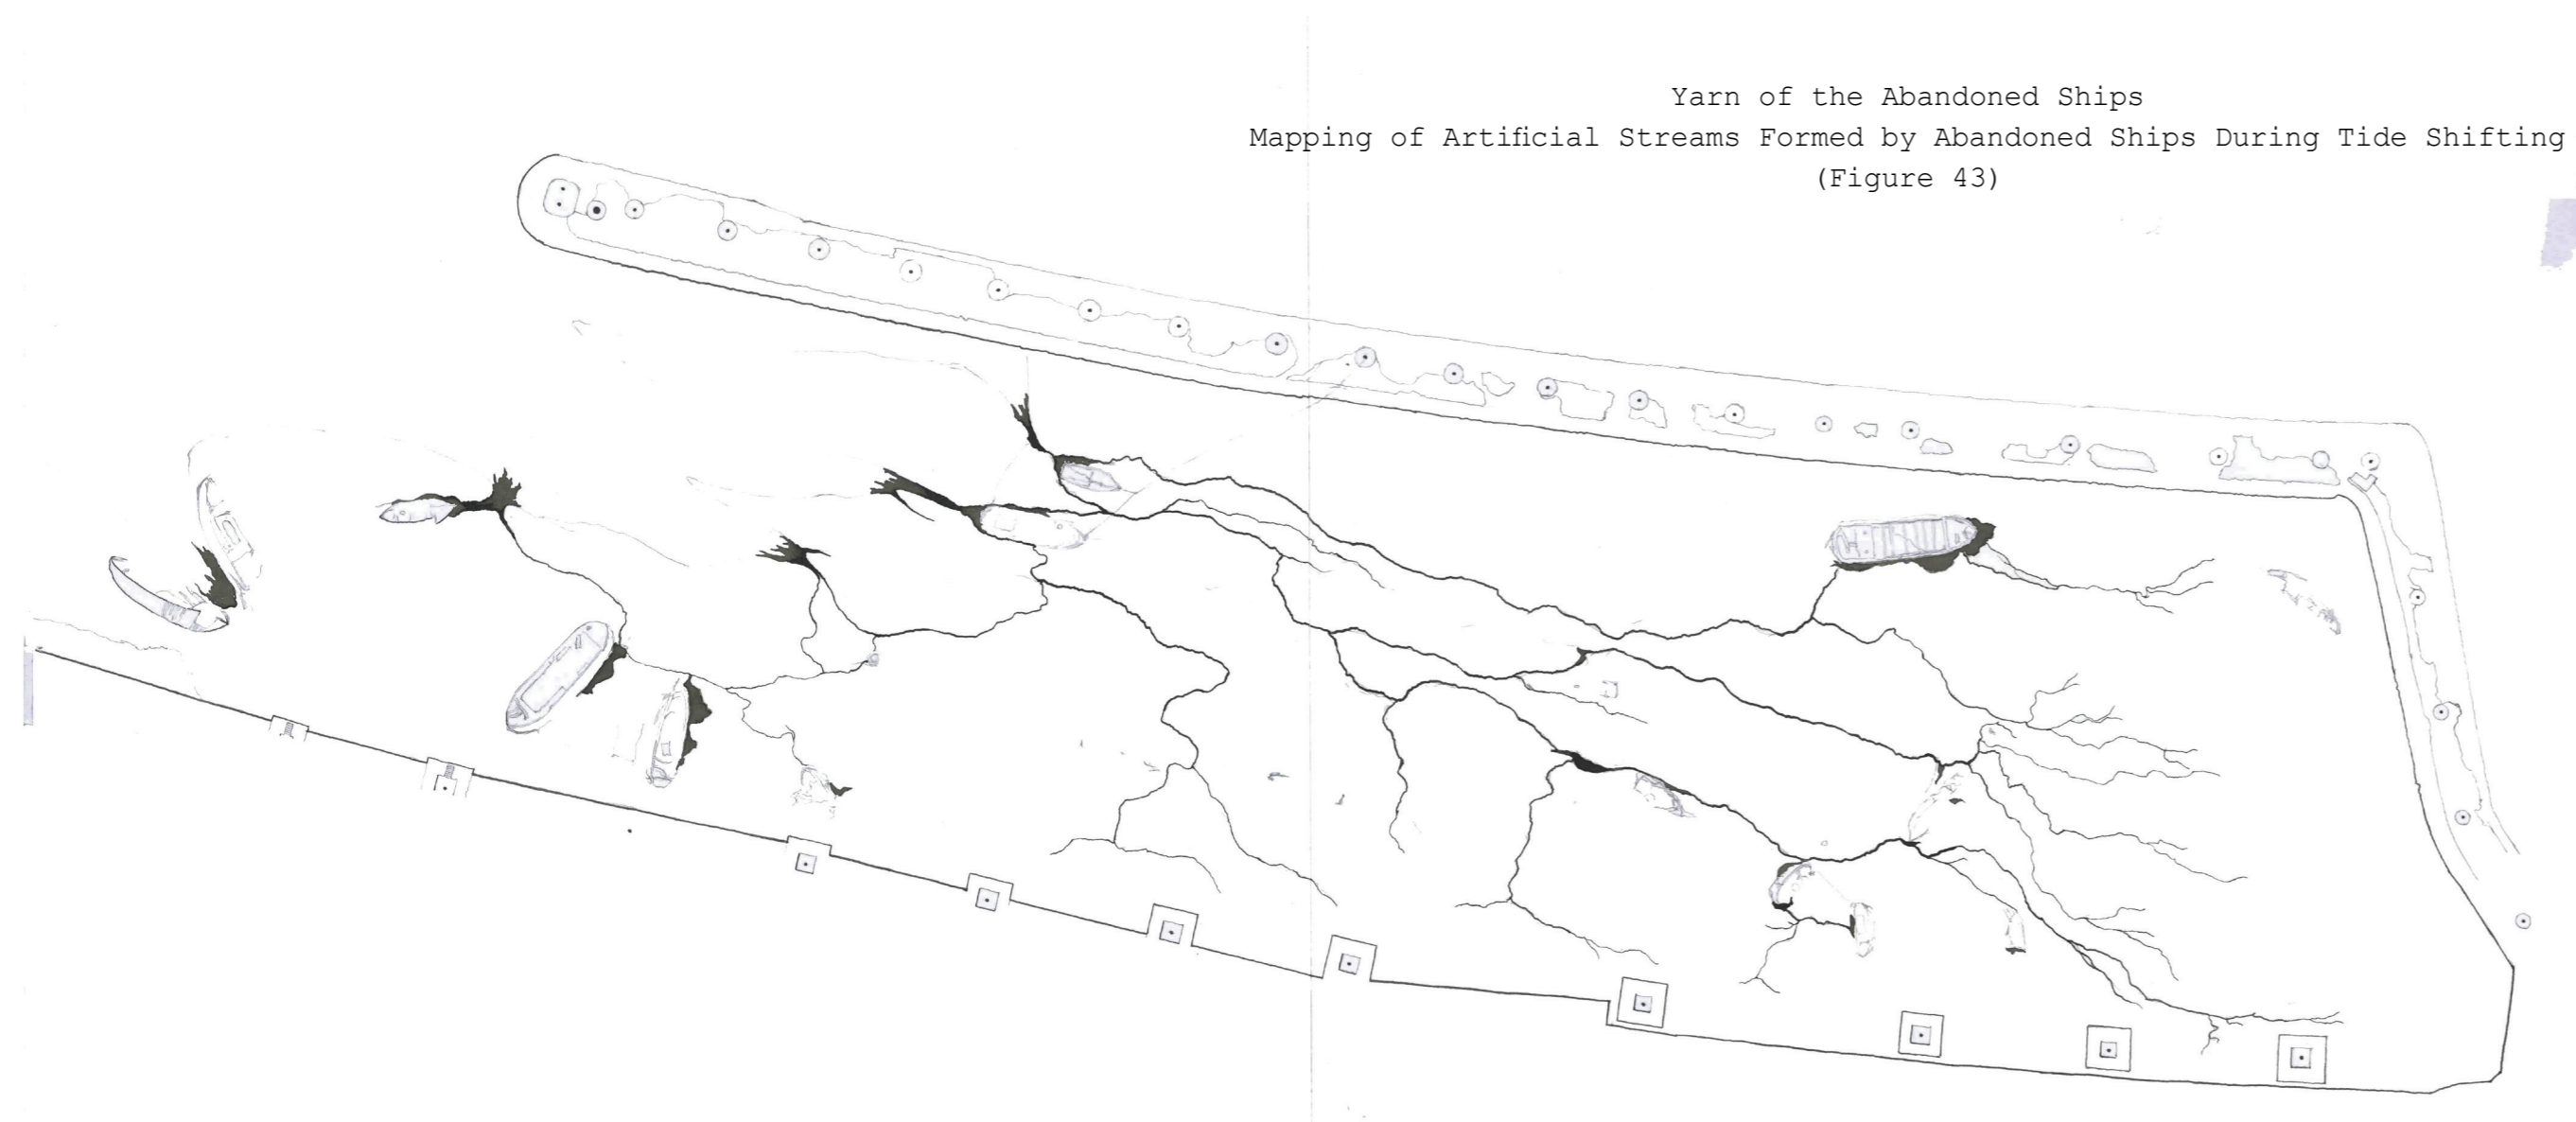 Yarn of the Abandoned Ships
Mapping of Artificial Streams Formed by Abandoned Ships During Tide Shifting
(Figure 43)